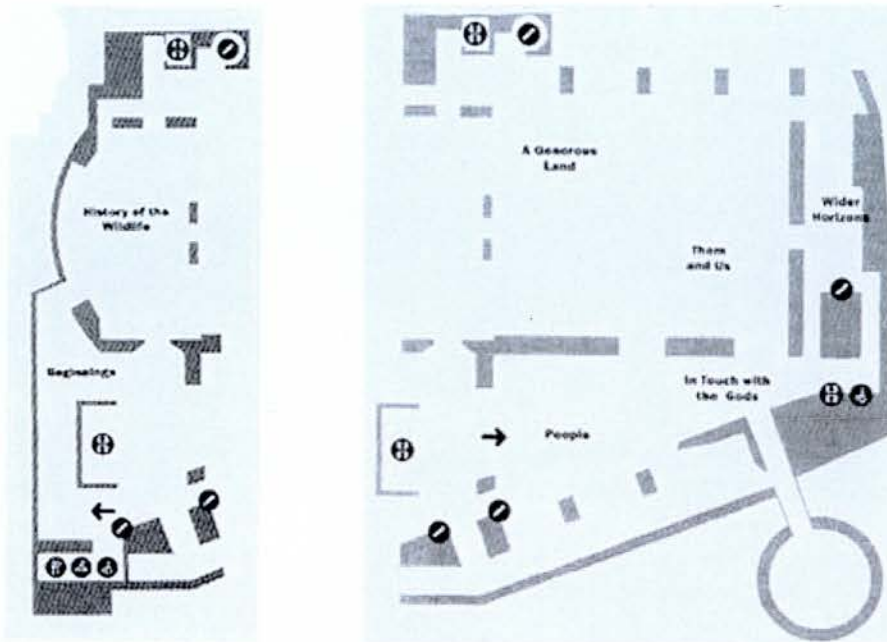 History of the
Wildlife
Beginnings
A Generous
Land
Wider
Horizons
Them
and Us
In Touch with
the Gods
People